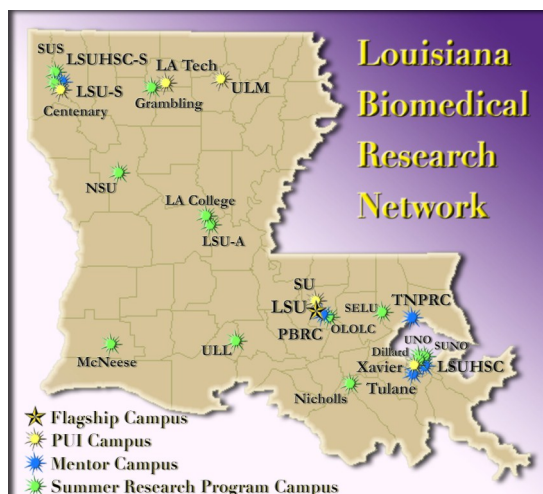 Louisiana
Biomedical
Research
Network
SUS
LSUHSC-S
LA Tech
LSU-S
ULM
Centenary
Grambling
NSU
LA College
LSU-A
SU
LSU
SELU
TNPRC
PBRC
OLOLC
UNO
SUNO
Dillard
McNeese
ULL
Xavier
LSUHSC
Tulane
Nicholls
Flagship Campus
PUI Campus
Mentor Campus
Summer Research Program Campus